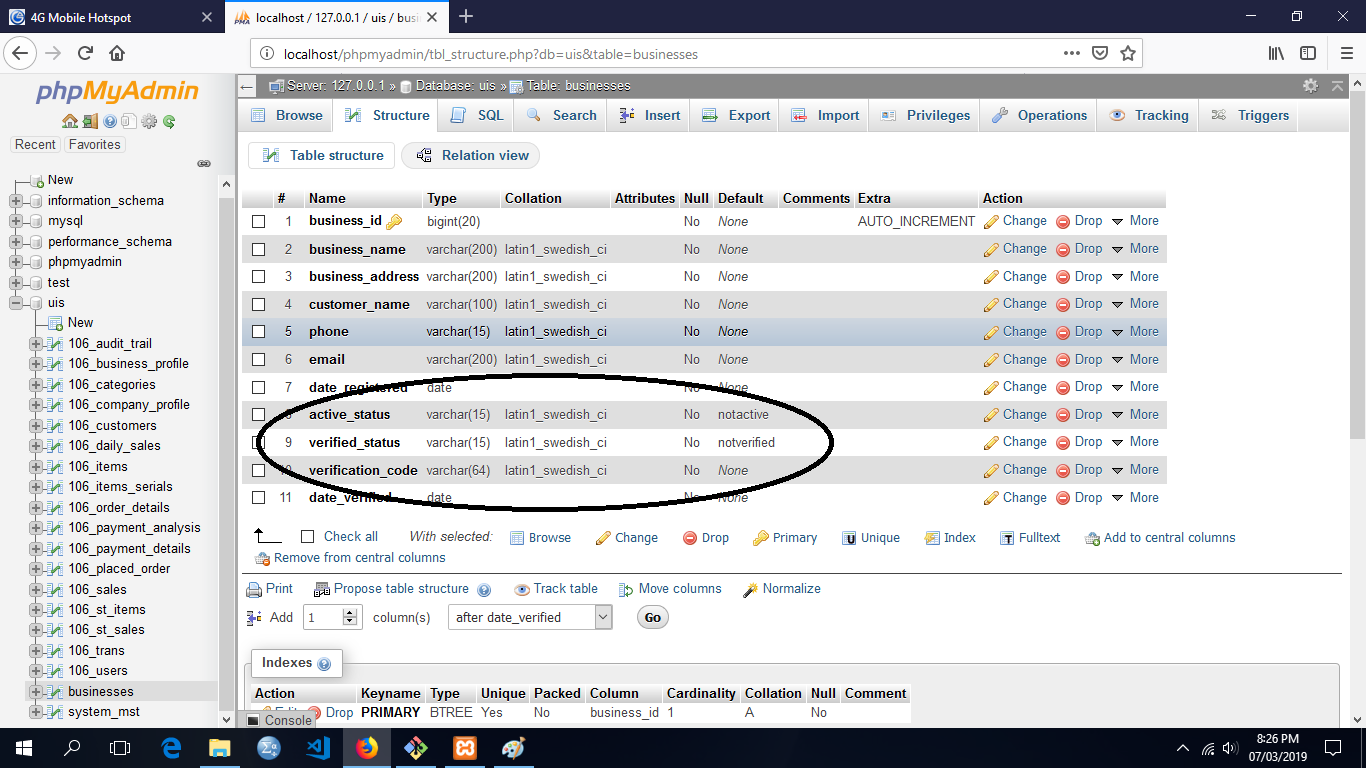 4G Mobile Hotspot
localhost / 127.0.0.1 / uis / busi
localhost/phpmyadmin/tbl_structure.php?db=uis&table=businesses
phpMyAdmin
Recent Favorites
New
information_schema
mysql
performance_schema
phpmyadmin
test
uis
New
106_audit_trail
106_business_profile
106_categories
106_company_profile
106_customers
106_daily_sales
106_items
106_items_serials
106_order_details
106_payment_analysis
106_payment_details
106_placed_order
106_sales
106_st_items
106_st_sales
106_trans
106_users
businesses
system_mst
Server: 127.0.0.1 » Database: uis » Table: businesses
Browse Structure SQL Search Insert Export Import Privileges Operations Tracking Triggers
Table structure Relation view
# Name Type Collation Attributes Null Default Comments Extra Action
1 business_id bigint(20) No None AUTO_INCREMENT Change Drop More
2 business_name varchar(200) latin1_swedish_ci No None Change Drop More
3 business_address varchar(200) latin1_swedish_ci No None Change Drop More
4 customer_name varchar(100) latin1_swedish_ci No None Change Drop More
5 phone varchar(15) latin1_swedish_ci No None Change Drop More
6 email varchar(200) latin1_swedish_ci No None Change Drop More
7 date_registered date No None Change Drop More
8 active_status varchar(15) latin1_swedish_ci No notactive Change Drop More
9 verified_status varchar(15) latin1_swedish_ci No notverified Change Drop More
10 verification_code varchar(64) latin1_swedish_ci No None Change Drop More
11 date_verified date No None Change Drop More
Check all With selected: Browse Change Drop Primary Unique Index Fulltext Add to central columns
Remove from central columns
Print Propose table structure Track table Move columns Normalize
Add 1 column(s) after date_verified Go
Indexes
Action Keyname Type Unique Packed Column Cardinality Collation Null Comment
Edit Drop PRIMARY BTREE Yes No business_id 1 A No
Console
8:26 PM
07/03/2019